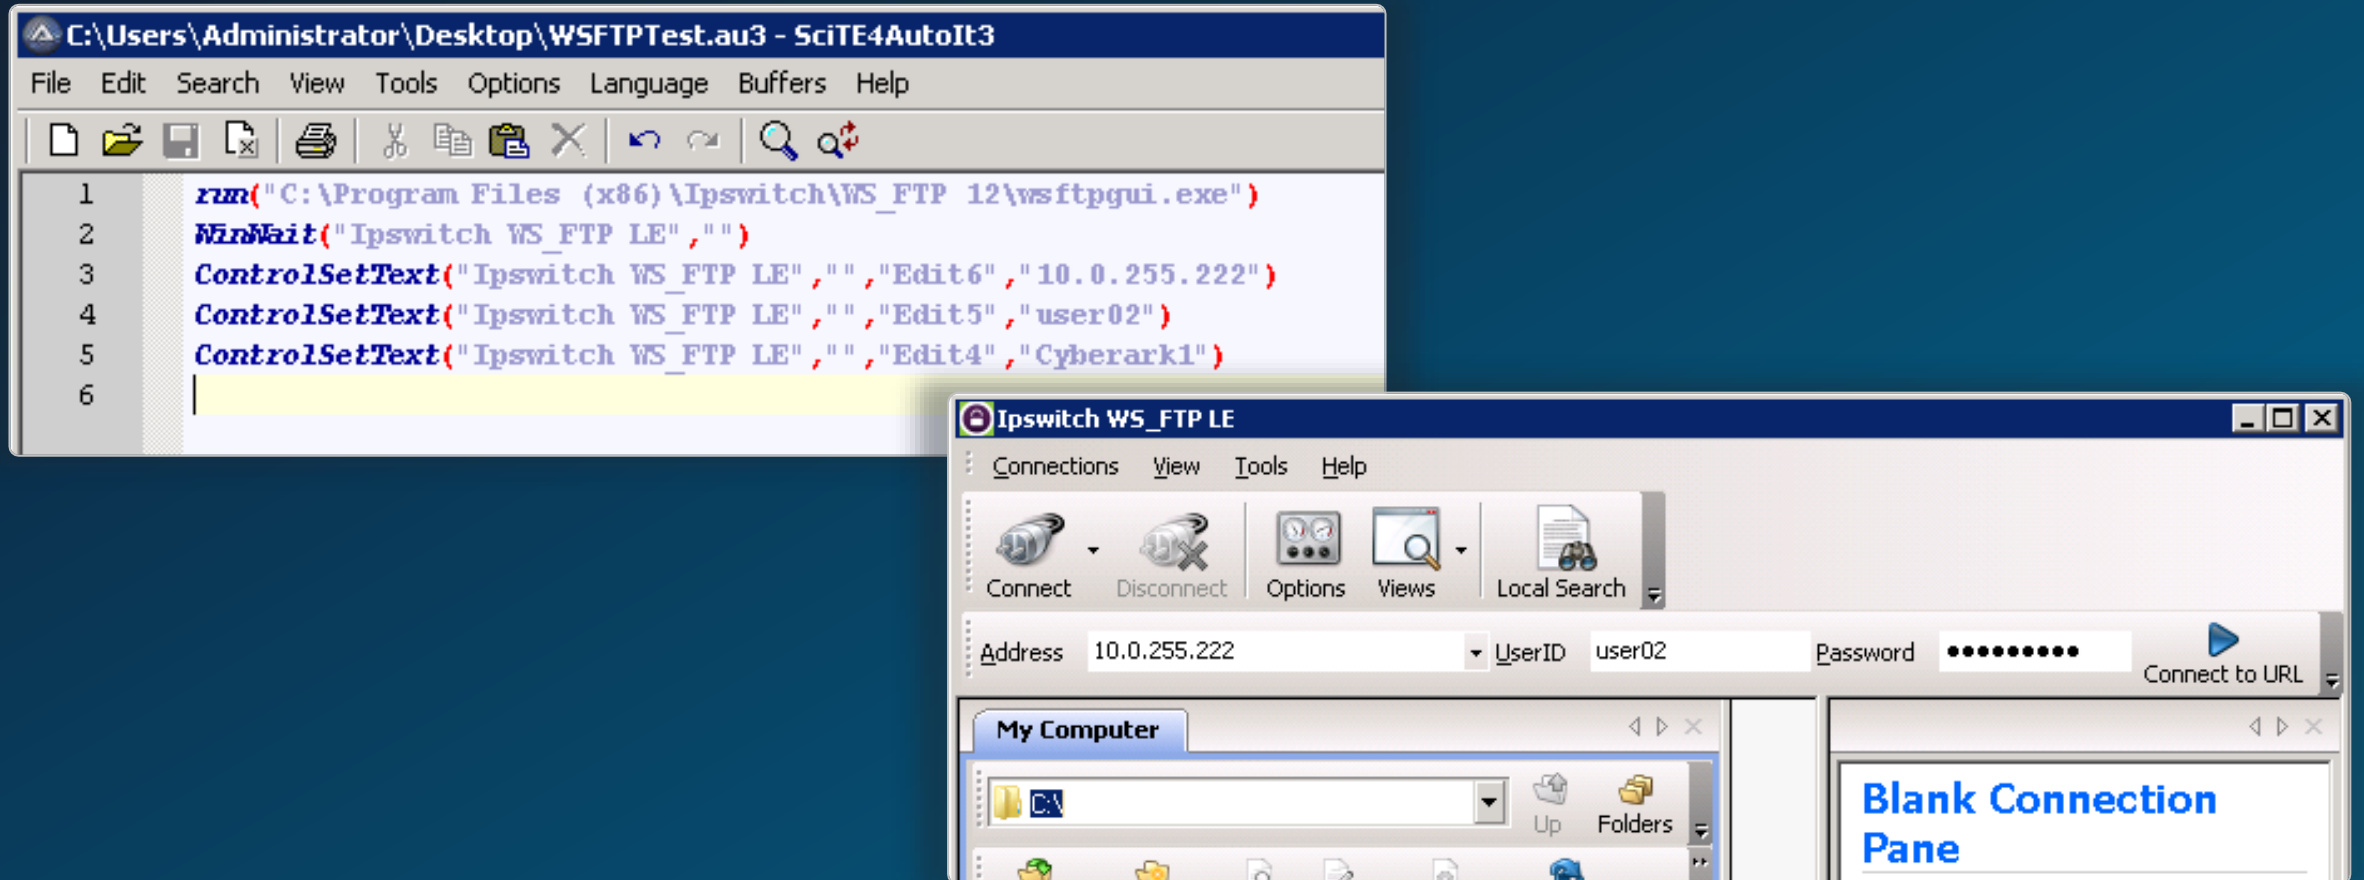 C:\Users\Administrator\Desktop\WSFTPTest.au3 - SciTE4AutoIt3
File Edit Search View Tools Options Language Buffers Help
1 run("C:\Program Files (x86)\Ipswitch\WS_FTP 12\wsftpgui.exe")
2 WinWait("Ipswitch WS_FTP LE","")
3 ControlSetText("Ipswitch WS_FTP LE","","Edit6","10.0.255.222")
4 ControlSetText("Ipswitch WS_FTP LE","","Edit5","user02")
5 ControlSetText("Ipswitch WS_FTP LE","","Edit4","Cyberark1")
6
Ipswitch WS_FTP LE
Connections View Tools Help
Connect Disconnect Options Views Local Search
Address 10.0.255.222 UserID user02 Password ●●●●●●●●● Connect to URL
My Computer
C:\ Up Folders
Blank Connection
Pane